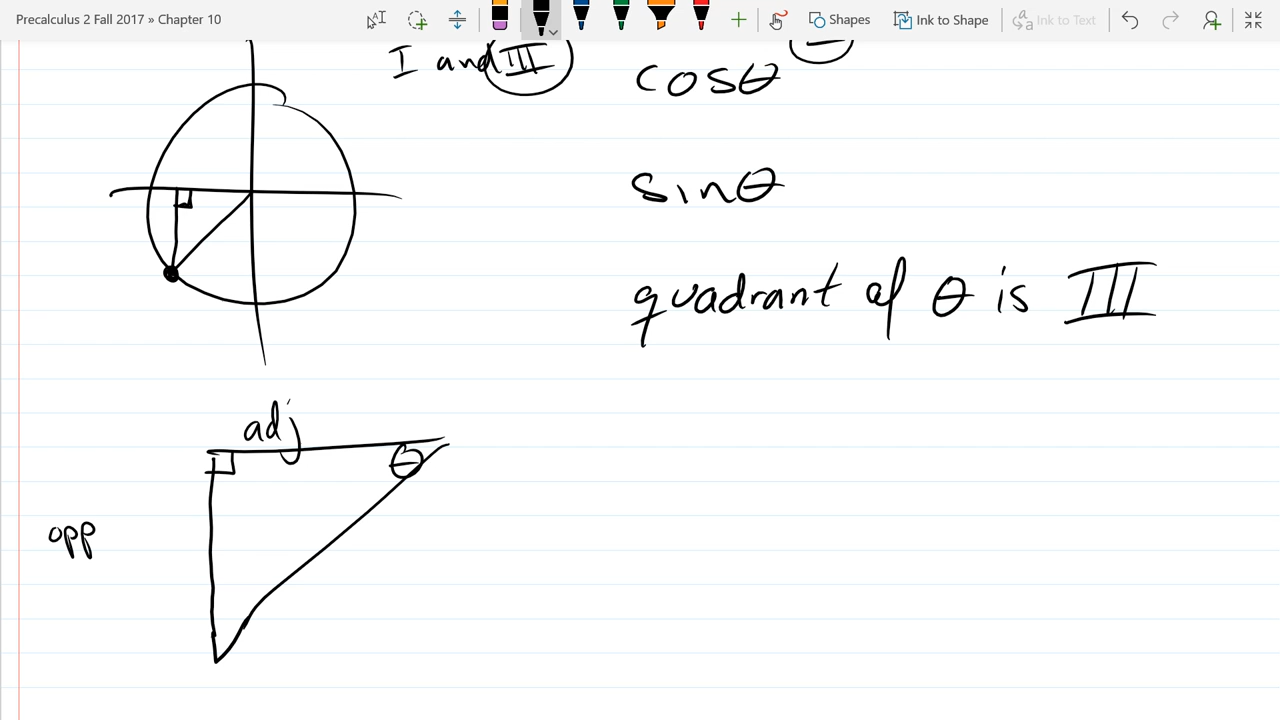 Precalculus 2 Fall 2017 » Chapter 10
Shapes
Ink to Shape
Ink to Text
I and III
cosθ
sinθ
quadrant of θ is III
adj
θ
opp